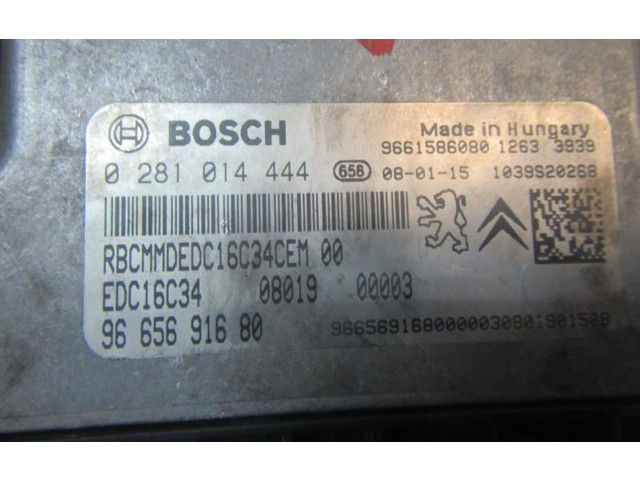 BOSCH
Made in Hungary
9661586080 1263 3939
0 281 014 444 658 08-01-15 1039S20268
RBCMMDEDC16C34CEM 00
EDC16C34 08019 00003
96 656 916 80
9665691680000030801901508